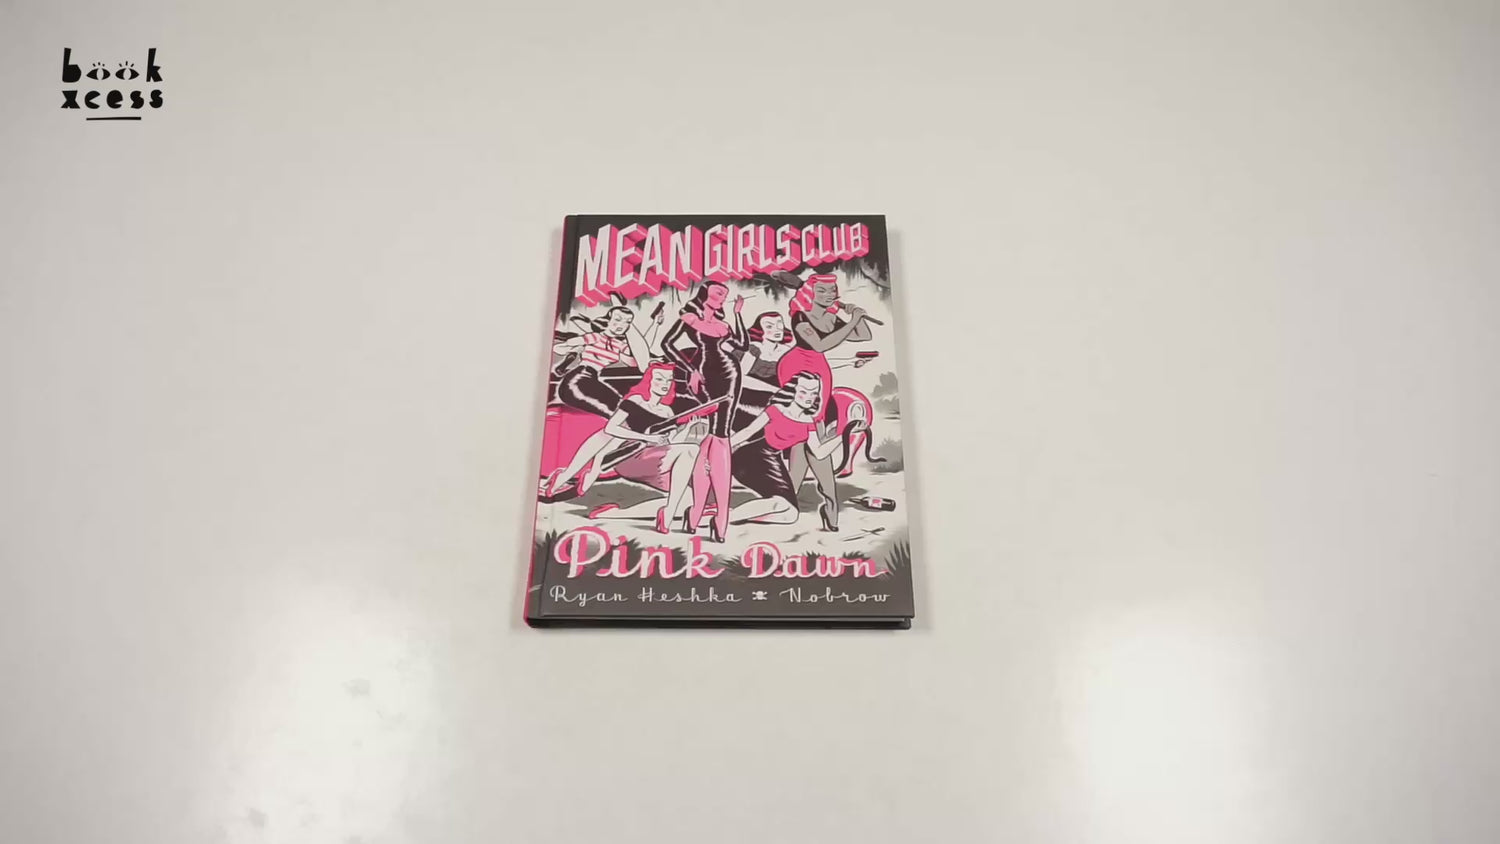 book
xcess
MEAN GIRLS CLUB
Pink Dawn
Ryan Heshka Nobrow